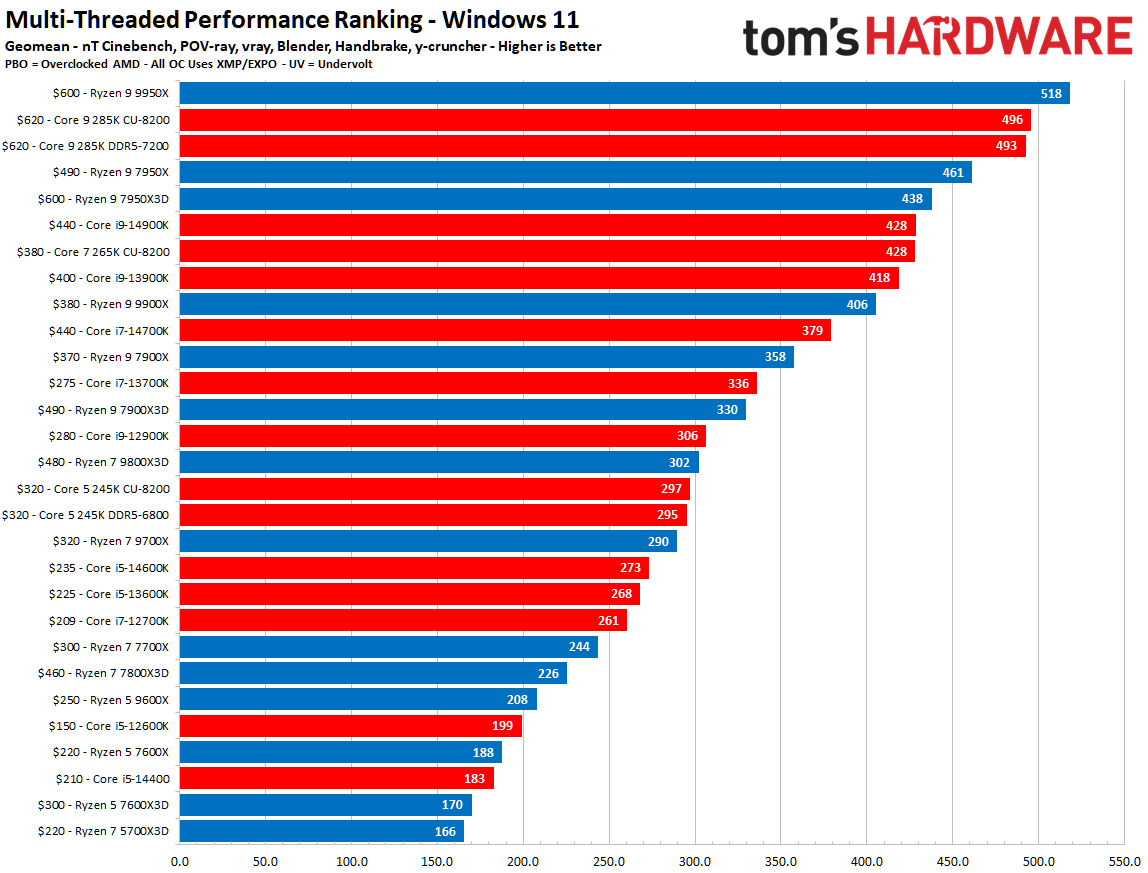 Multi-Threaded Performance Ranking - Windows 11
Geomean - nT Cinebench, POV-ray, vray, Blender, Handbrake, y-cruncher - Higher is Better
PBO = Overclocked AMD - All OC Uses XMP/EXPO - UV = Undervolt
tom's HARDWARE
$600 - Ryzen 9 9950X 518
$620 - Core 9 285K CU-8200 496
$620 - Core 9 285K DDR5-7200 493
$490 - Ryzen 9 7950X 461
$600 - Ryzen 9 7950X3D 438
$440 - Core i9-14900K 428
$380 - Core 7 265K CU-8200 428
$400 - Core i9-13900K 418
$380 - Ryzen 9 9900X 406
$440 - Core i7-14700K 379
$370 - Ryzen 9 7900X 358
$275 - Core i7-13700K 336
$490 - Ryzen 9 7900X3D 330
$280 - Core i9-12900K 306
$480 - Ryzen 7 9800X3D 302
$320 - Core 5 245K CU-8200 297
$320 - Core 5 245K DDR5-6800 295
$320 - Ryzen 7 9700X 290
$235 - Core i5-14600K 273
$225 - Core i5-13600K 268
$209 - Core i7-12700K 261
$300 - Ryzen 7 7700X 244
$460 - Ryzen 7 7800X3D 226
$250 - Ryzen 5 9600X 208
$150 - Core i5-12600K 199
$220 - Ryzen 5 7600X 188
$210 - Core i5-14400 183
$300 - Ryzen 5 7600X3D 170
$220 - Ryzen 7 5700X3D 166
0.0 50.0 100.0 150.0 200.0 250.0 300.0 350.0 400.0 450.0 500.0 550.0